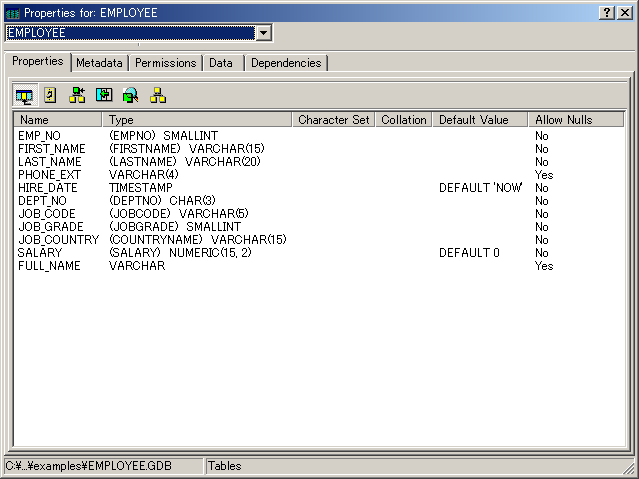 Properties for: EMPLOYEE
EMPLOYEE
Properties Metadata Permissions Data Dependencies
Name Type Character Set Collation Default Value Allow Nulls
EMP_NO (EMPNO) SMALLINT No
FIRST_NAME (FIRSTNAME) VARCHAR(15) No
LAST_NAME (LASTNAME) VARCHAR(20) No
PHONE_EXT VARCHAR(4) Yes
HIRE_DATE TIMESTAMP DEFAULT 'NOW' No
DEPT_NO (DEPTNO) CHAR(3) No
JOB_CODE (JOBCODE) VARCHAR(5) No
JOB_GRADE (JOBGRADE) SMALLINT No
JOB_COUNTRY (COUNTRYNAME) VARCHAR(15) No
SALARY (SALARY) NUMERIC(15, 2) DEFAULT 0 No
FULL_NAME VARCHAR Yes
C:¥...¥examples¥EMPLOYEE.GDB Tables